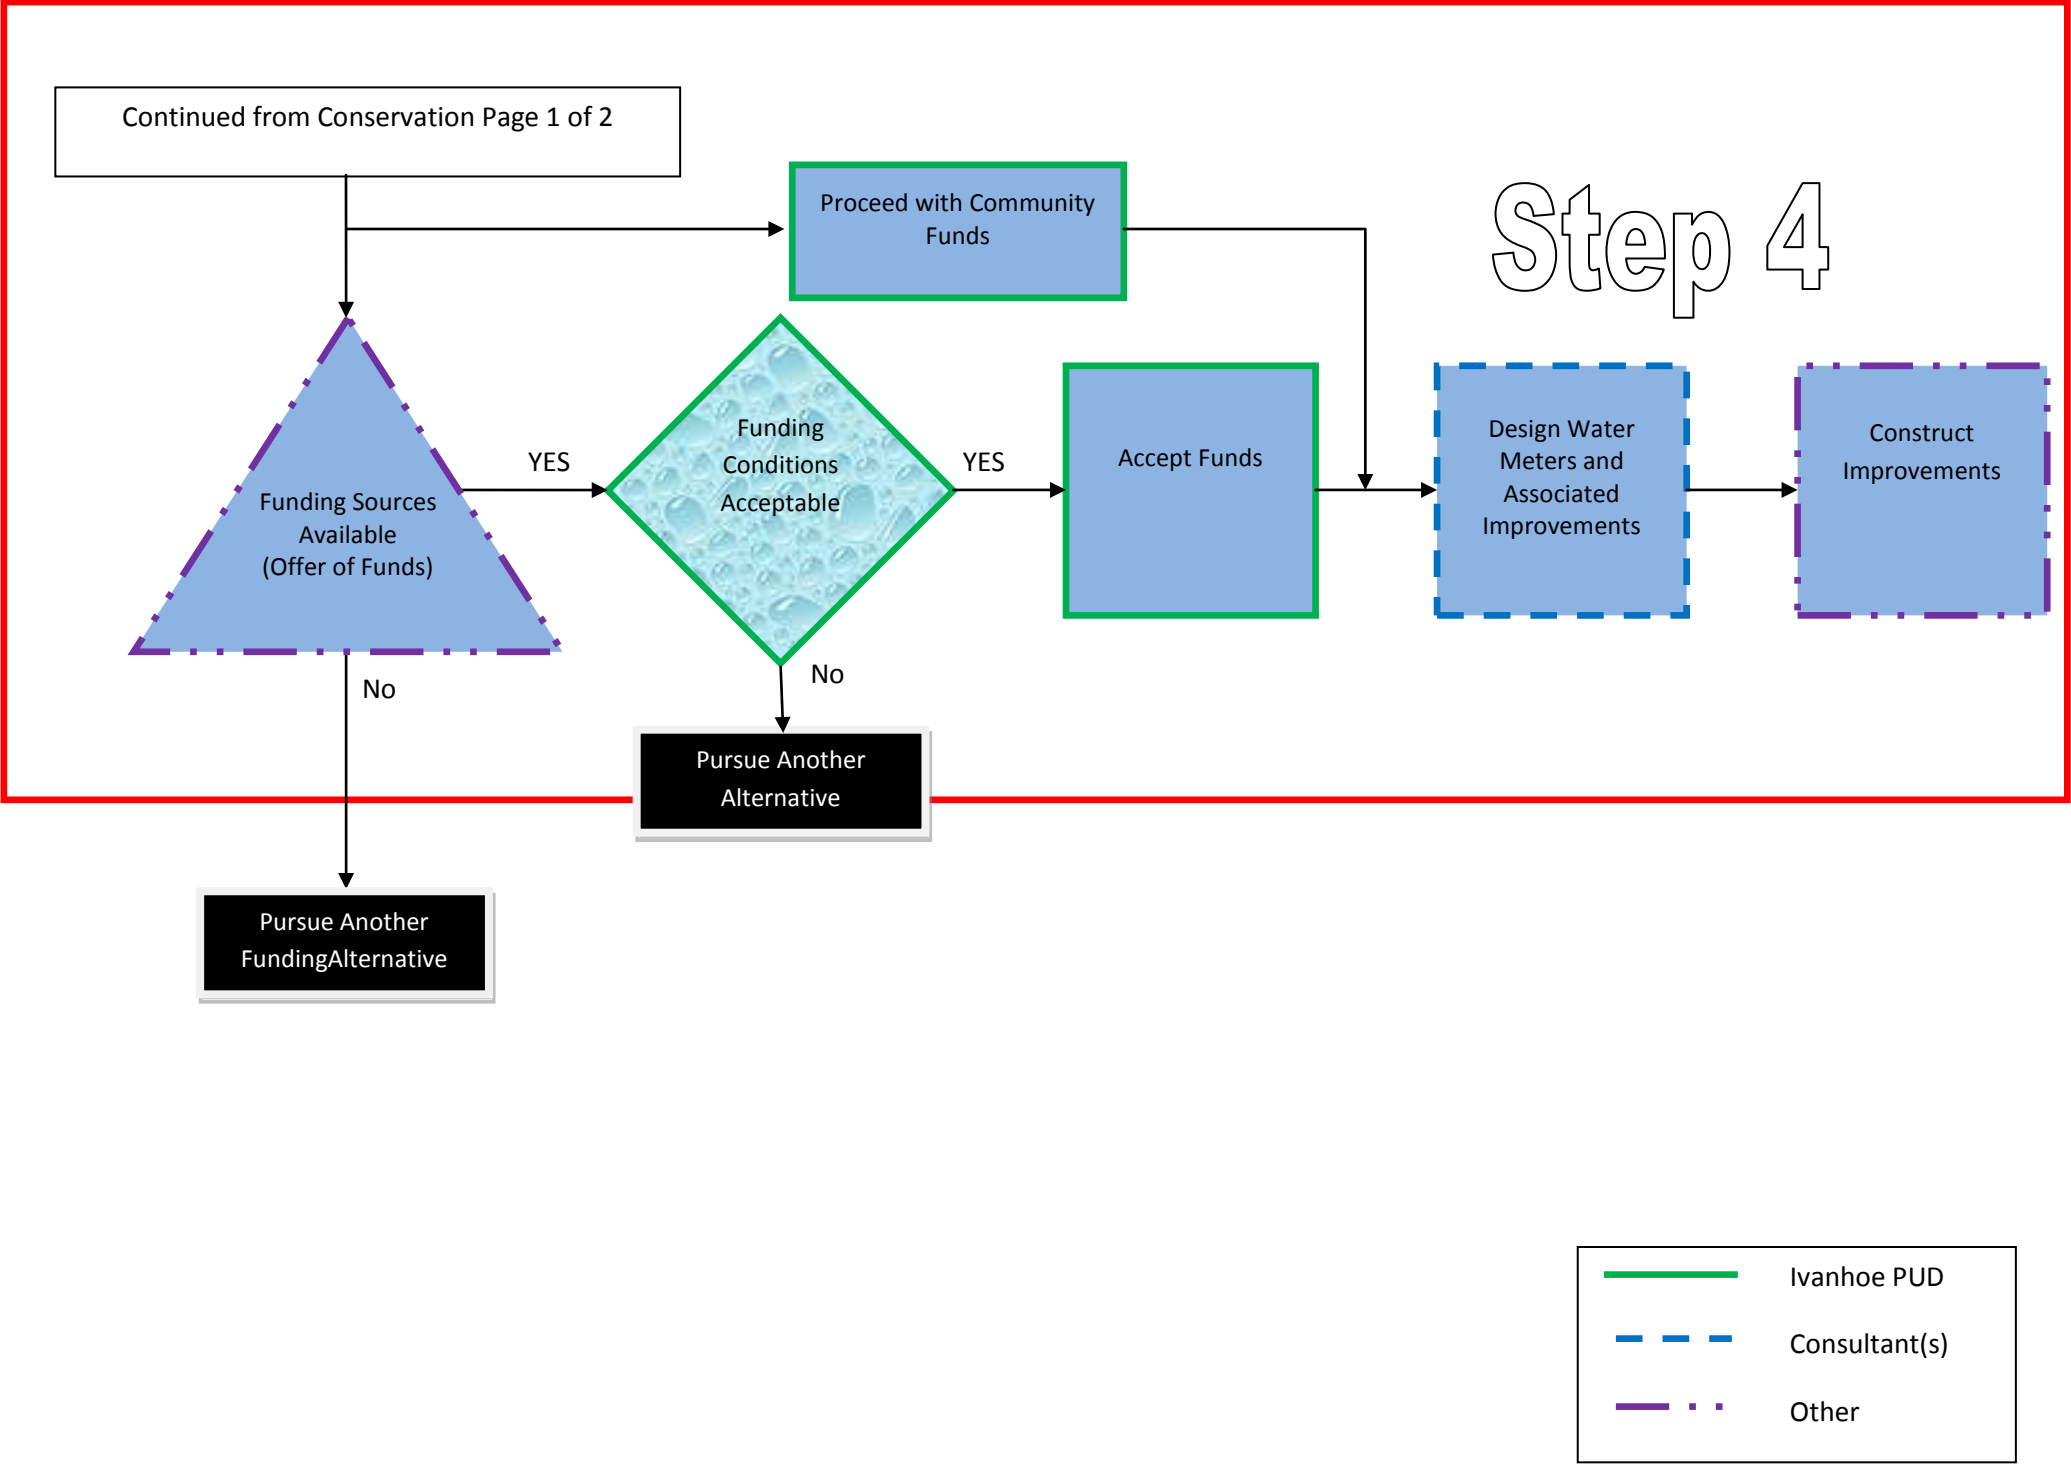 Continued from Conservation Page 1 of 2
Proceed with Community
Funds
Step 4
Funding Sources
Available
(Offer of Funds)
YES
Funding
Conditions
Acceptable
YES
Accept Funds
Design Water
Meters and
Associated
Improvements
Construct
Improvements
No
No
Pursue Another
Alternative
Pursue Another
FundingAlternative
Ivanhoe PUD
Consultant(s)
Other